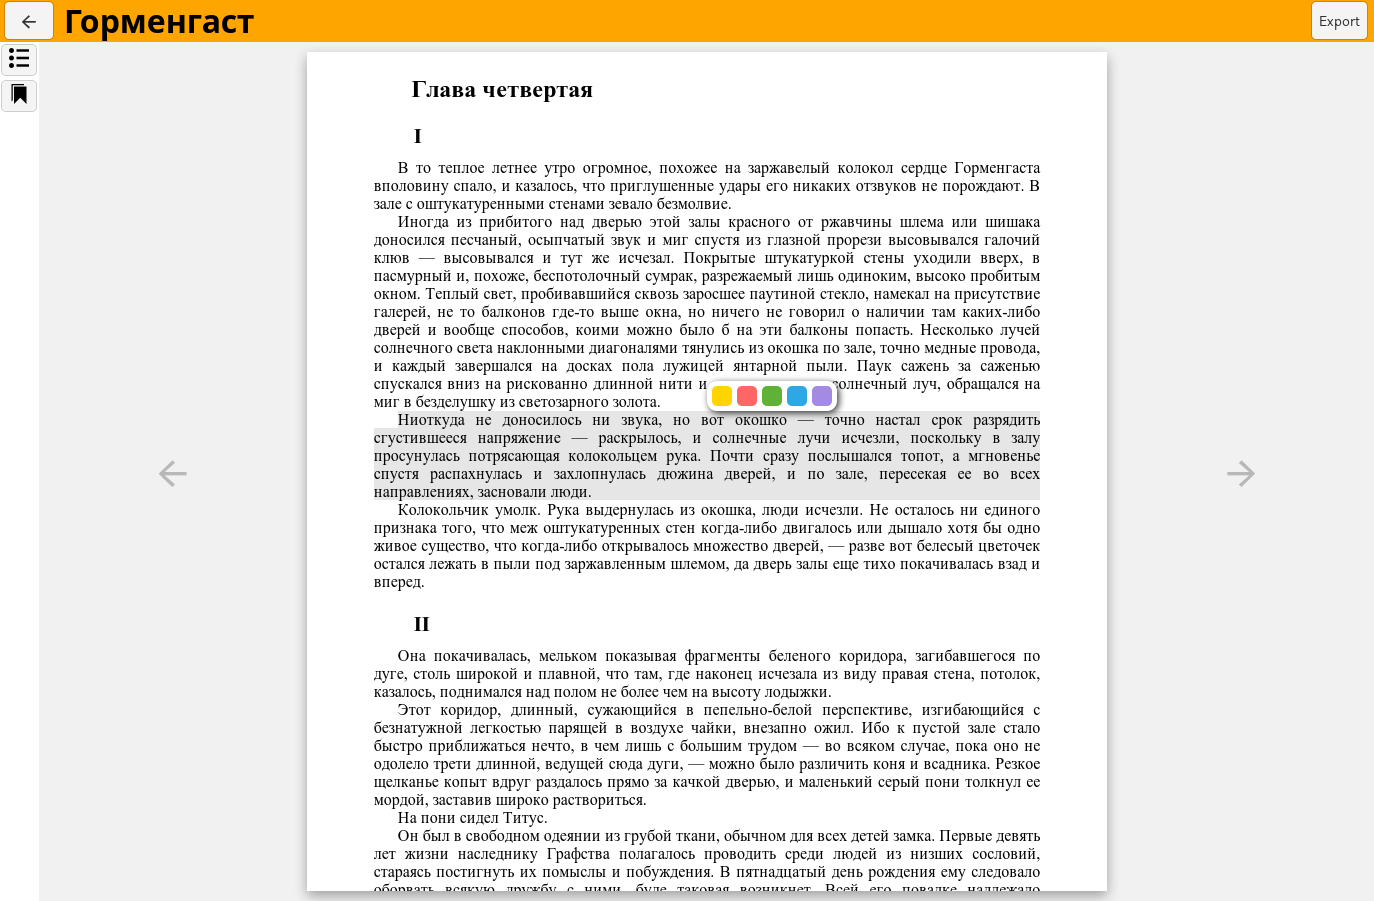 Горменгаст
Export
Глава четвертая
I
В то теплое летнее утро огромное, похожее на заржавелый колокол сердце Горменгаста
вполовину спало, и казалось, что приглушенные удары его никаких отзвуков не порождают. В
зале с оштукатуренными стенами зевало безмолвие.
Иногда из прибитого над дверью этой залы красного от ржавчины шлема или шишака
доносился песчаный, осыпчатый звук и миг спустя из глазной прорези высовывался галочий
клюв — высовывался и тут же исчезал. Покрытые штукатуркой стены уходили вверх, в
пасмурный и, похоже, беспотолочный сумрак, разрежаемый лишь одиноким, высоко пробитым
окном. Теплый свет, пробивавшийся сквозь заросшее паутиной стекло, намекал на присутствие
галерей, не то балконов где-то выше окна, но ничего не говорил о наличии там каких-либо
дверей и вообще способов, коими можно было б на эти балконы попасть. Несколько лучей
солнечного света наклонными диагоналями тянулись из окошка по зале, точно медные провода,
и каждый завершался на досках пола лужицей янтарной пыли. Паук сажень за саженью
спускался вниз на рискованно длинной нити и солнечный луч, обращался на
миг в безделушку из светозарного золота.
Ниоткуда не доносилось ни звука, но вот окошко — точно настал срок разрядить
сгустившееся напряжение — раскрылось, и солнечные лучи исчезли, поскольку в залу
просунулась потрясающая колокольцем рука. Почти сразу послышался топот, а мгновенье
спустя распахнулась и захлопнулась дюжина дверей, и по зале, пересекая ее во всех
направлениях, засновали люди.
Колокольчик умолк. Рука выдернулась из окошка, люди исчезли. Не осталось ни единого
признака того, что меж оштукатуренных стен когда-либо двигалось или дышало хотя бы одно
живое существо, что когда-либо открывалось множество дверей, — разве вот белесый цветочек
остался лежать в пыли под заржавленным шлемом, да дверь залы еще тихо покачивалась взад и
вперед.
II
Она покачивалась, мельком показывая фрагменты беленого коридора, загибавшегося по
дуге, столь широкой и плавной, что там, где наконец исчезала из виду правая стена, потолок,
казалось, поднимался над полом не более чем на высоту лодыжки.
Этот коридор, длинный, сужающийся в пепельно-белой перспективе, изгибающийся с
безнатужной легкостью парящей в воздухе чайки, внезапно ожил. Ибо к пустой зале стало
быстро приближаться нечто, в чем лишь с большим трудом — во всяком случае, пока оно не
одолело трети длинной, ведущей сюда дуги, — можно было различить коня и всадника. Резкое
щелканье копыт вдруг раздалось прямо за качкой дверью, и маленький серый пони толкнул ее
мордой, заставив широко раствориться.
На пони сидел Титус.
Он был в свободном одеянии из грубой ткани, обычном для всех детей замка. Первые девять
лет жизни наследнику Графства полагалось проводить среди людей из низших сословий,
стараясь постигнуть их помыслы и побуждения. В пятнадцатый день рождения ему следовало
оборвать всякую дружбу с ними, буде таковая возникнет. Всей его повадке надлежало